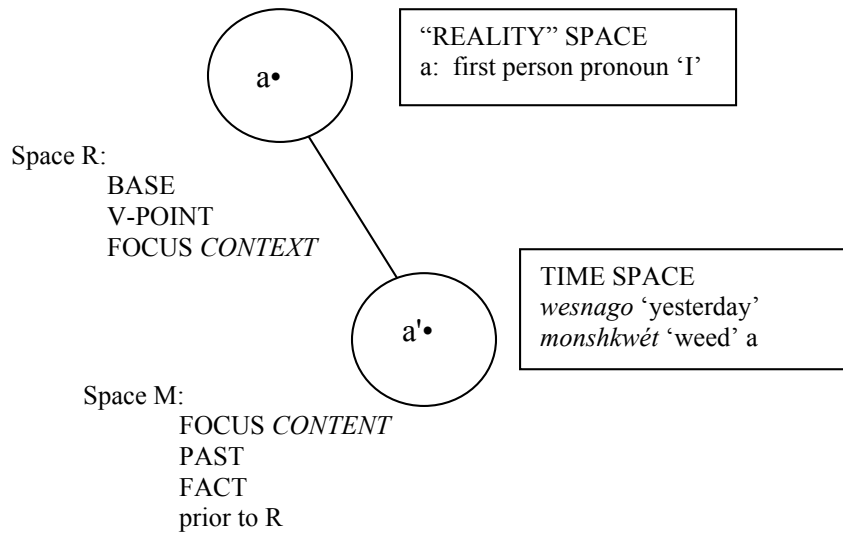 a•
“REALITY” SPACE
a: first person pronoun ‘I’
Space R:
BASE
V-POINT
FOCUS CONTEXT
a'•
TIME SPACE
wesnago ‘yesterday’
monshkwét ‘weed’ a
Space M:
FOCUS CONTENT
PAST
FACT
prior to R